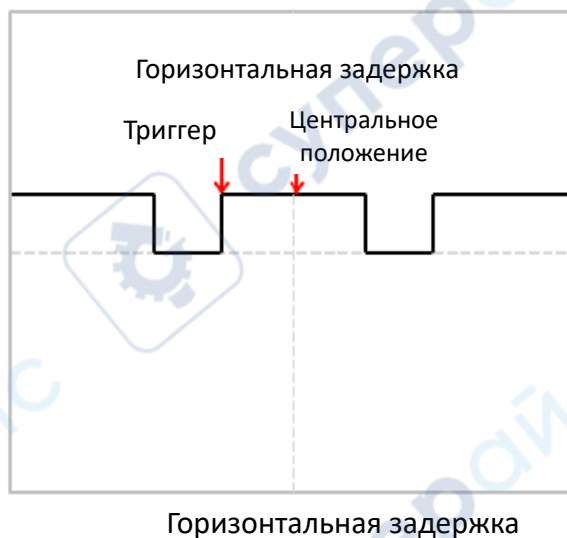 Горизонтальная задержка
Триггер
Центральное
положение
Горизонтальная задержка